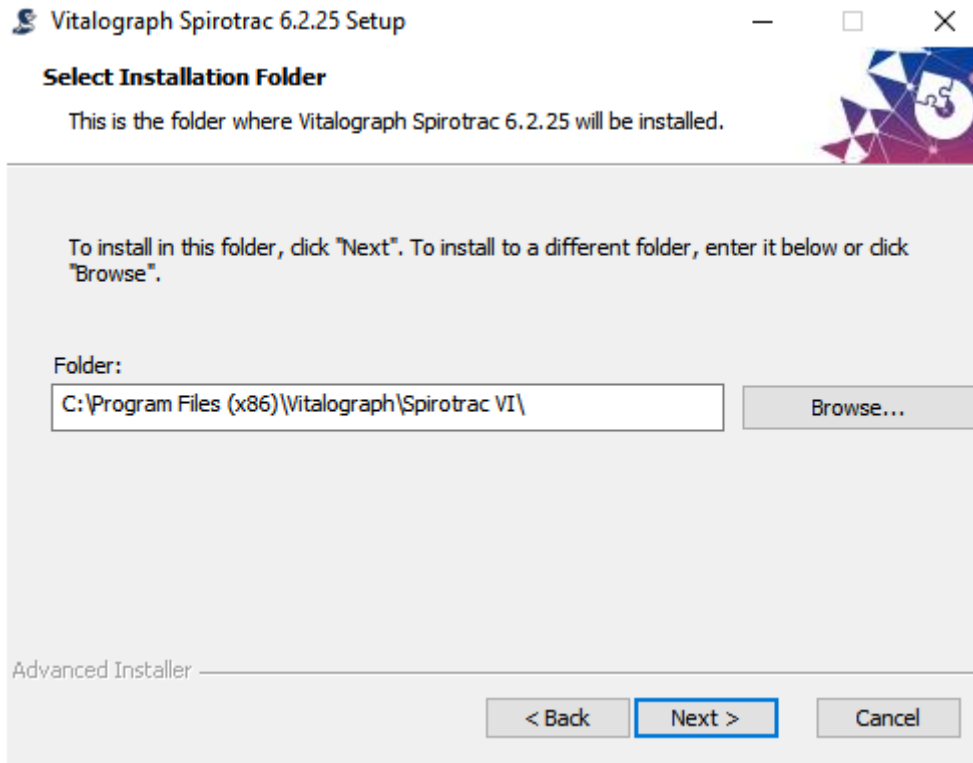 Vitalograph Spirotrac 6.2.25 Setup
Select Installation Folder
This is the folder where Vitalograph Spirotrac 6.2.25 will be installed.
To install in this folder, click "Next". To install to a different folder, enter it below or click
"Browse".
Folder:
C:\Program Files (x86)\Vitalograph\Spirotrac VI\
Browse...
Advanced Installer
< Back
Next >
Cancel